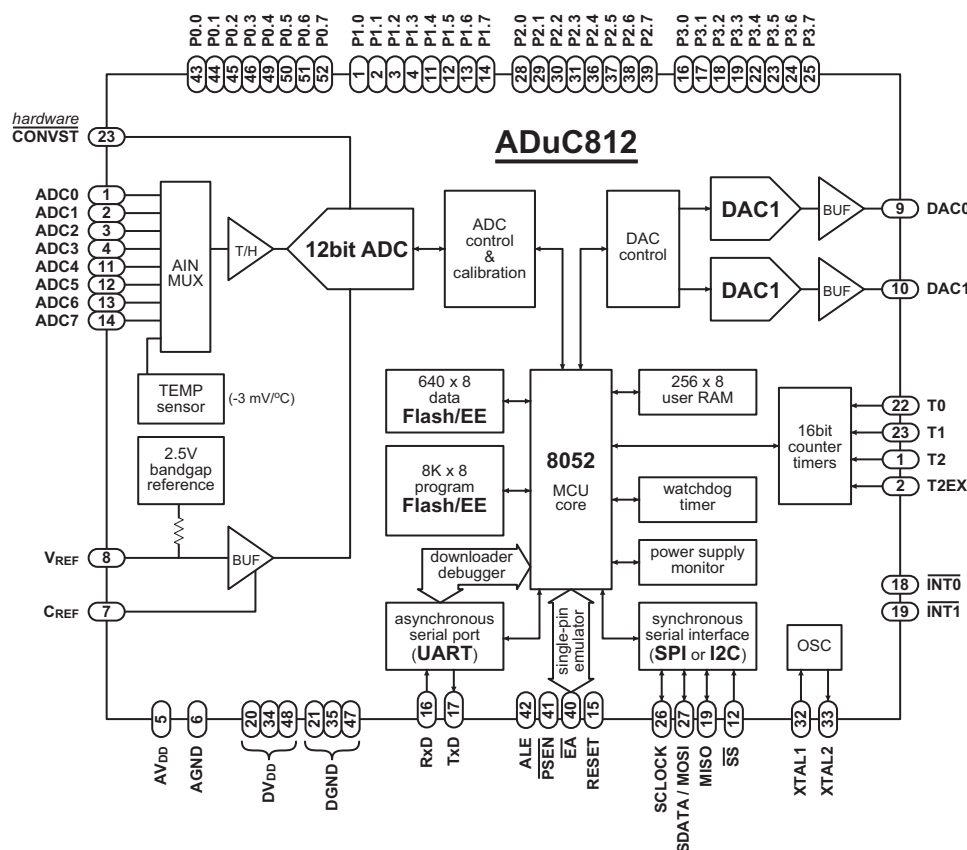 P0.0 P0.1 P0.2 P0.3 P0.4 P0.5 P0.6 P0.7
P1.0 P1.1 P1.2 P1.3 P1.4 P1.5 P1.6 P1.7
P2.0 P2.1 P2.2 P2.3 P2.4 P2.5 P2.6 P2.7
P3.0 P3.1 P3.2 P3.3 P3.4 P3.5 P3.6 P3.7
43 44 45 46 49 50 51 52
1 2 3 4 11 12 13 14
28 29 30 31 36 37 38 39
16 17 18 19 22 23 24 25
hardware
CONVST 23
ADuC812
ADC0 1
ADC1 2
ADC2 3
ADC3 4
ADC4 11
ADC5 12
ADC6 13
ADC7 14
AIN
MUX
T/H
12bit ADC
ADC
control
&
calibration
DAC
control
DAC1
BUF
9 DAC0
DAC1
BUF
10 DAC1
TEMP
sensor
(-3 mV/ºC)
2.5V
bandgap
reference
640 x 8
data
Flash/EE
8K x 8
program
Flash/EE
8052
MCU
core
256 x 8
user RAM
watchdog
timer
power supply
monitor
16bit
counter
timers
22 T0
23 T1
1 T2
2 T2EX
VREF 8
BUF
CREF 7
downloader
debugger
18 INT0
19 INT1
asynchronous
serial port
(UART)
single-pin
emulator
synchronous
serial interface
(SPI or I2C)
OSC
5 6 20 34 48 21 35 47 16 17 42 41 40 15 26 27 19 12 32 33
AVDD
AGND
DVDD
DGND
RxD
TxD
ALE
PSEN
EA
RESET
SCLOCK
SDATA / MOSI
MISO
SS
XTAL1
XTAL2